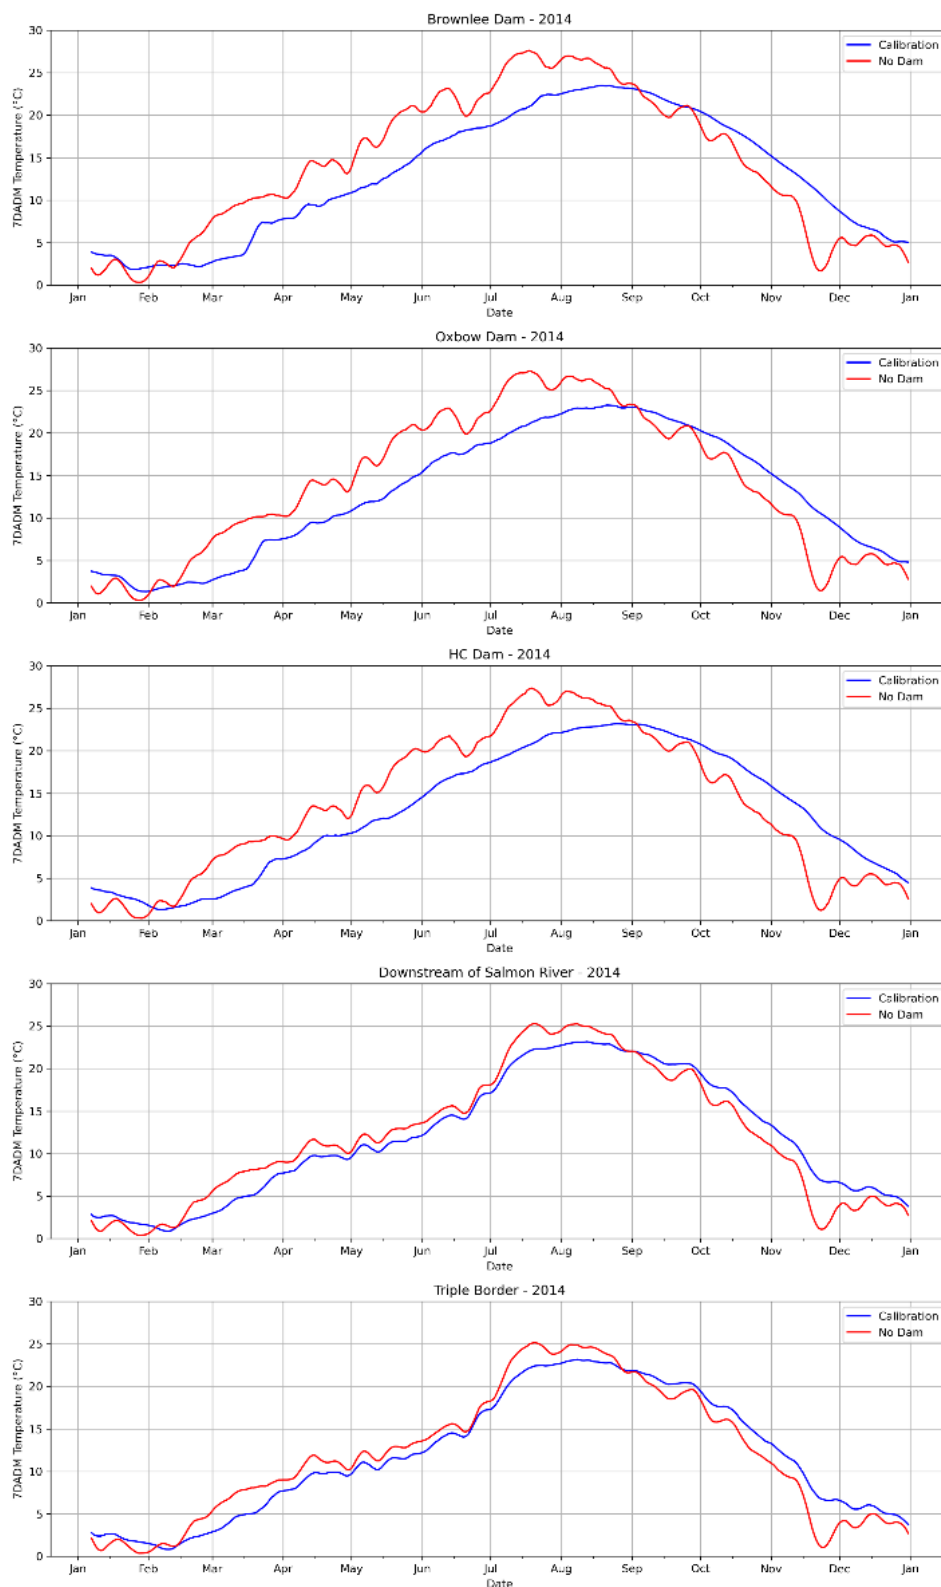 Brownlee Dam - 2014
30
25
20
15
10
5
0
7DADM Temperature (°C)
Calibration
No Dam
Jan Feb Mar Apr May Jun Jul Aug Sep Oct Nov Dec Jan
Date
Oxbow Dam - 2014
30
25
20
15
10
5
0
7DADM Temperature (°C)
Calibration
No Dam
Jan Feb Mar Apr May Jun Jul Aug Sep Oct Nov Dec Jan
Date
HC Dam - 2014
30
25
20
15
10
5
0
7DADM Temperature (°C)
Calibration
No Dam
Jan Feb Mar Apr May Jun Jul Aug Sep Oct Nov Dec Jan
Date
Downstream of Salmon River - 2014
30
25
20
15
10
5
0
7DADM Temperature (°C)
Calibration
No Dam
Jan Feb Mar Apr May Jun Jul Aug Sep Oct Nov Dec Jan
Date
Triple Border - 2014
30
25
20
15
10
5
0
7DADM Temperature (°C)
Calibration
No Dam
Jan Feb Mar Apr May Jun Jul Aug Sep Oct Nov Dec Jan
Date